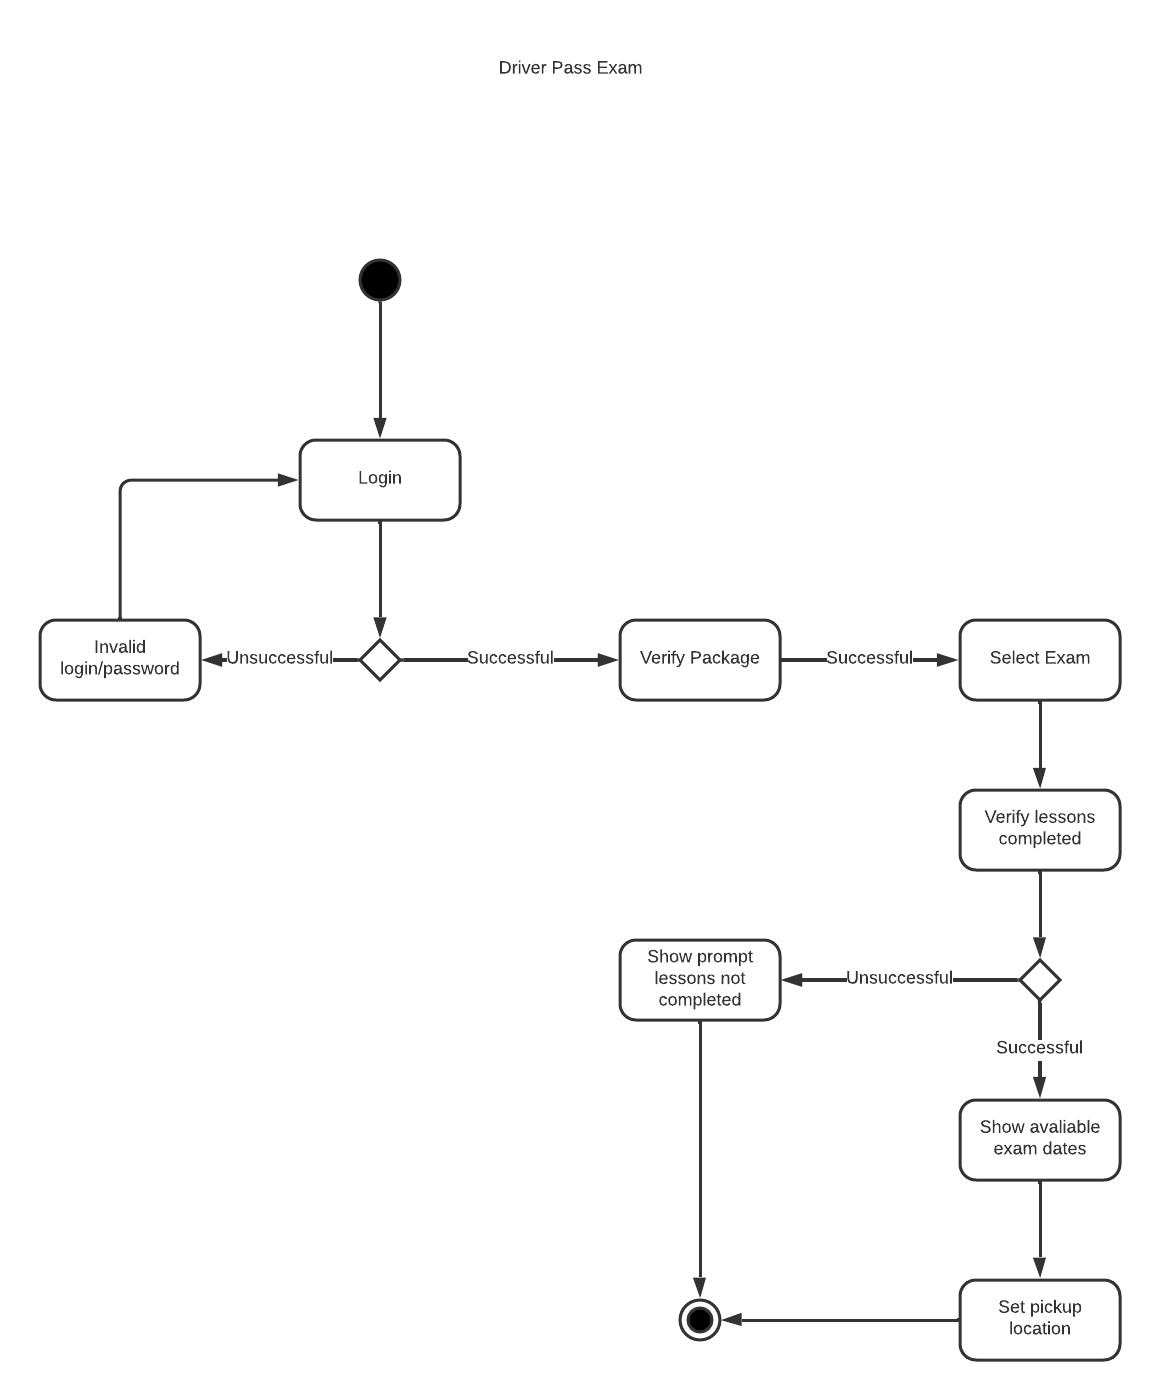 Driver Pass Exam
Login
Invalid
login/password
Unsuccessful
Successful
Verify Package
Successful
Select Exam
Verify lessons
completed
Show prompt
lessons not
completed
Unsuccessful
Successful
Show avaliable
exam dates
Set pickup
location